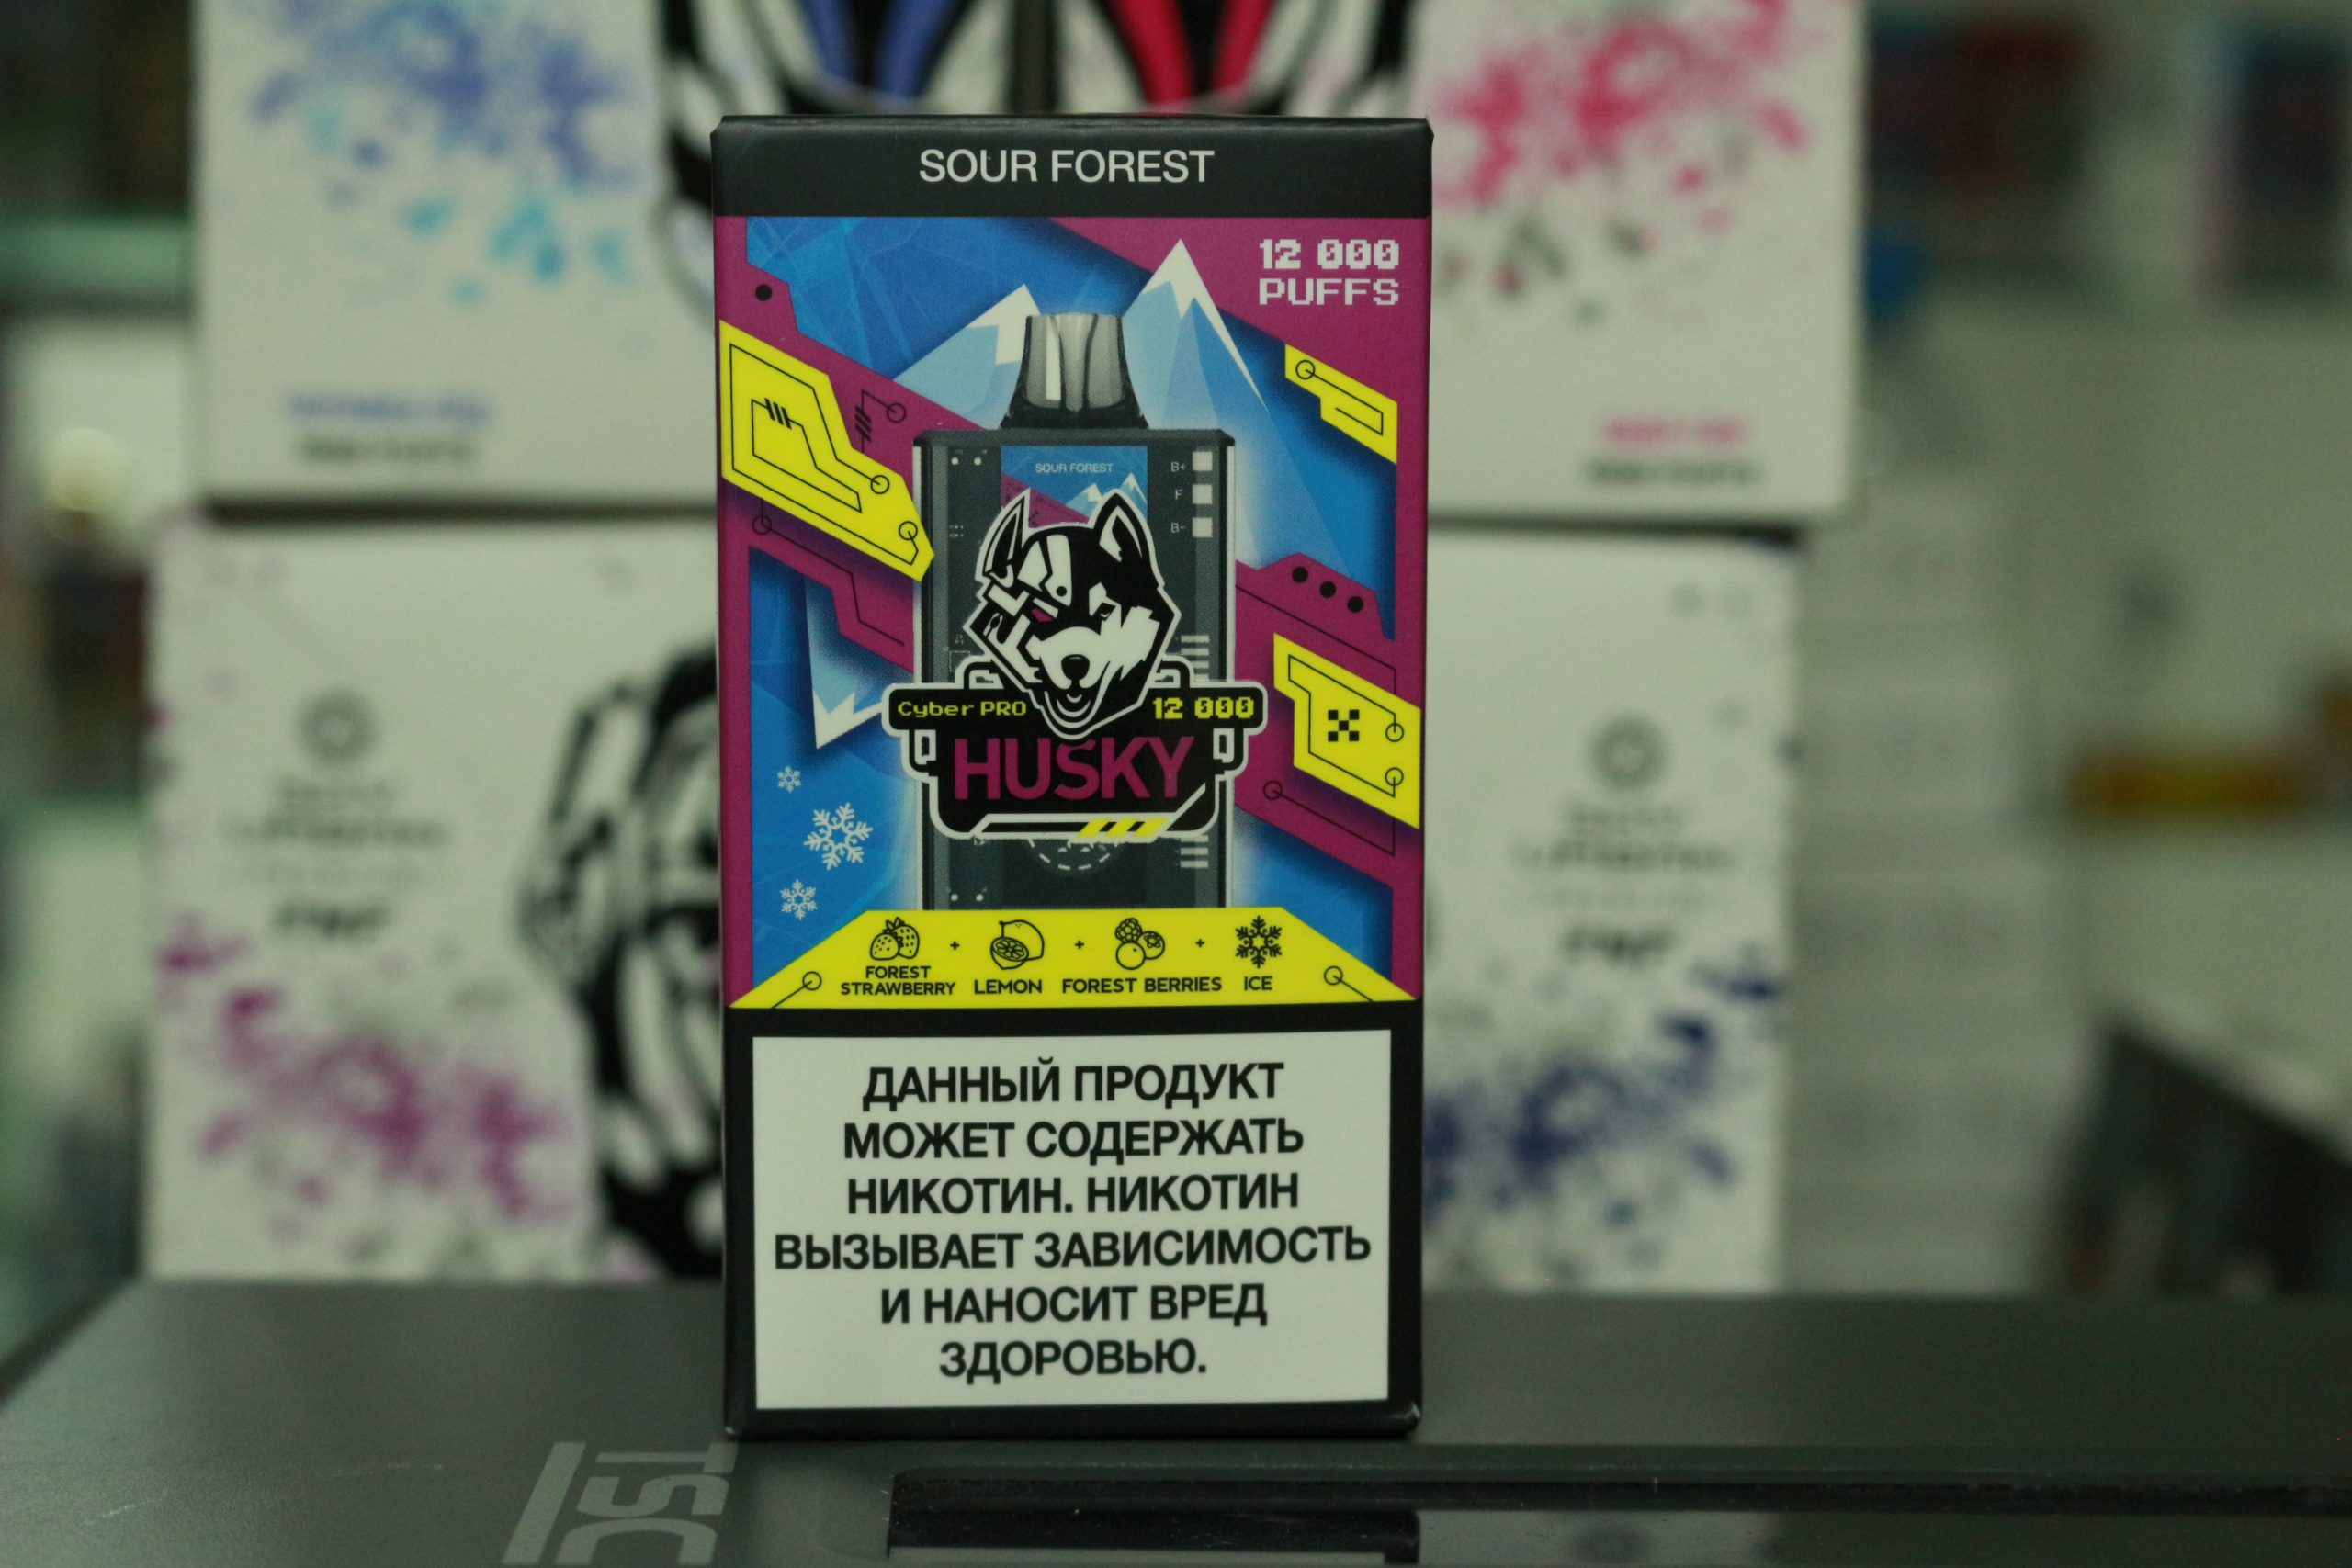 SOUR FOREST
12 000
PUFFS
SOUR FOREST
B+
F
B-
Cyber PRO 12 000
HUSKY
FOREST
STRAWBERRY + LEMON + FOREST BERRIES + ICE
ДАННЫЙ ПРОДУКТ
МОЖЕТ СОДЕРЖАТЬ
НИКОТИН. НИКОТИН
ВЫЗЫВАЕТ ЗАВИСИМОСТЬ
И НАНОСИТ ВРЕД
ЗДОРОВЬЮ.